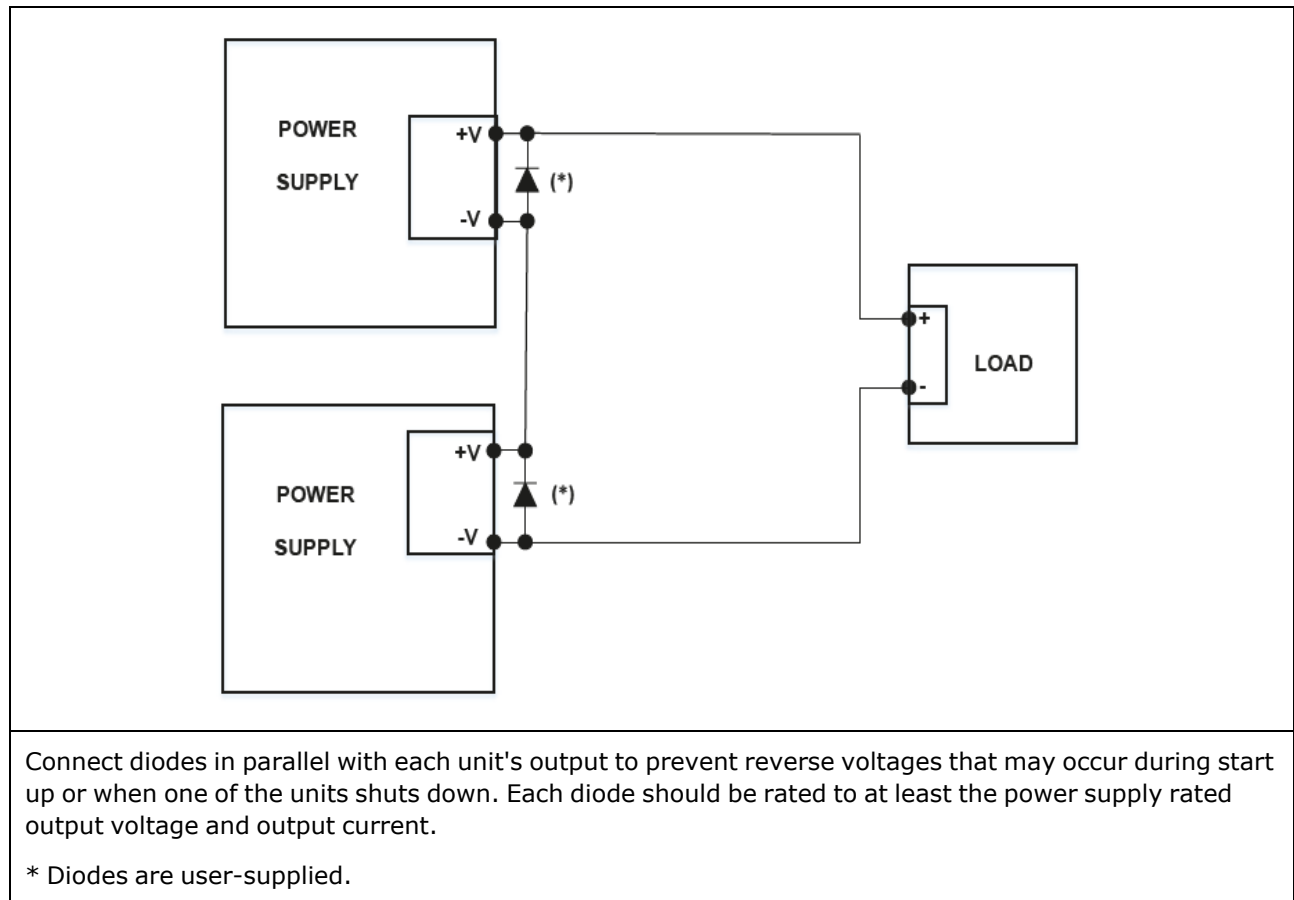 POWER
SUPPLY
+V
-V
(*)
+
-
LOAD
POWER
SUPPLY
+V
-V
(*)
Connect diodes in parallel with each unit's output to prevent reverse voltages that may occur during start
up or when one of the units shuts down. Each diode should be rated to at least the power supply rated
output voltage and output current.
* Diodes are user-supplied.